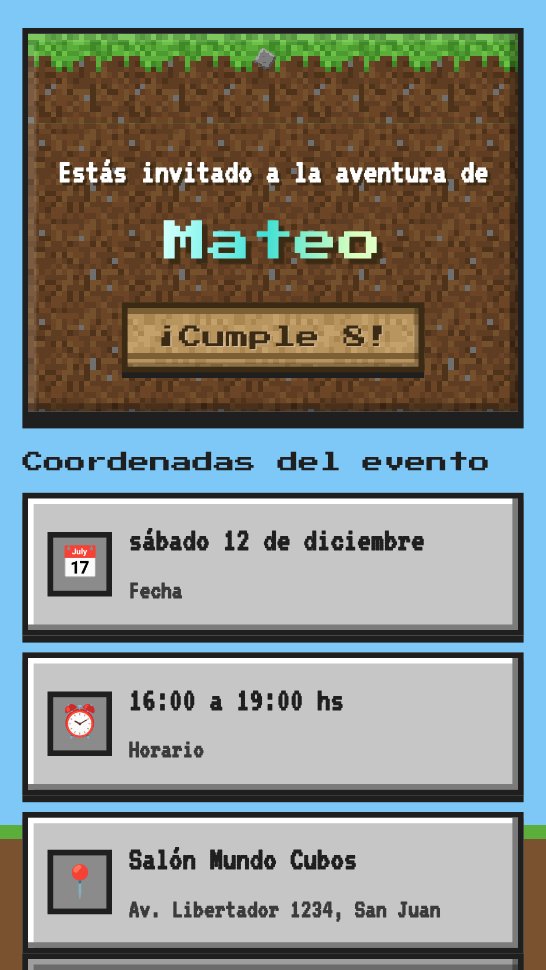 Estás invitado a la aventura de
Mateo
¡Cumple 8!
Coordenadas del evento
July
17
sábado 12 de diciembre
Fecha
16:00 a 19:00 hs
Horario
Salón Mundo Cubos
Av. Libertador 1234, San Juan